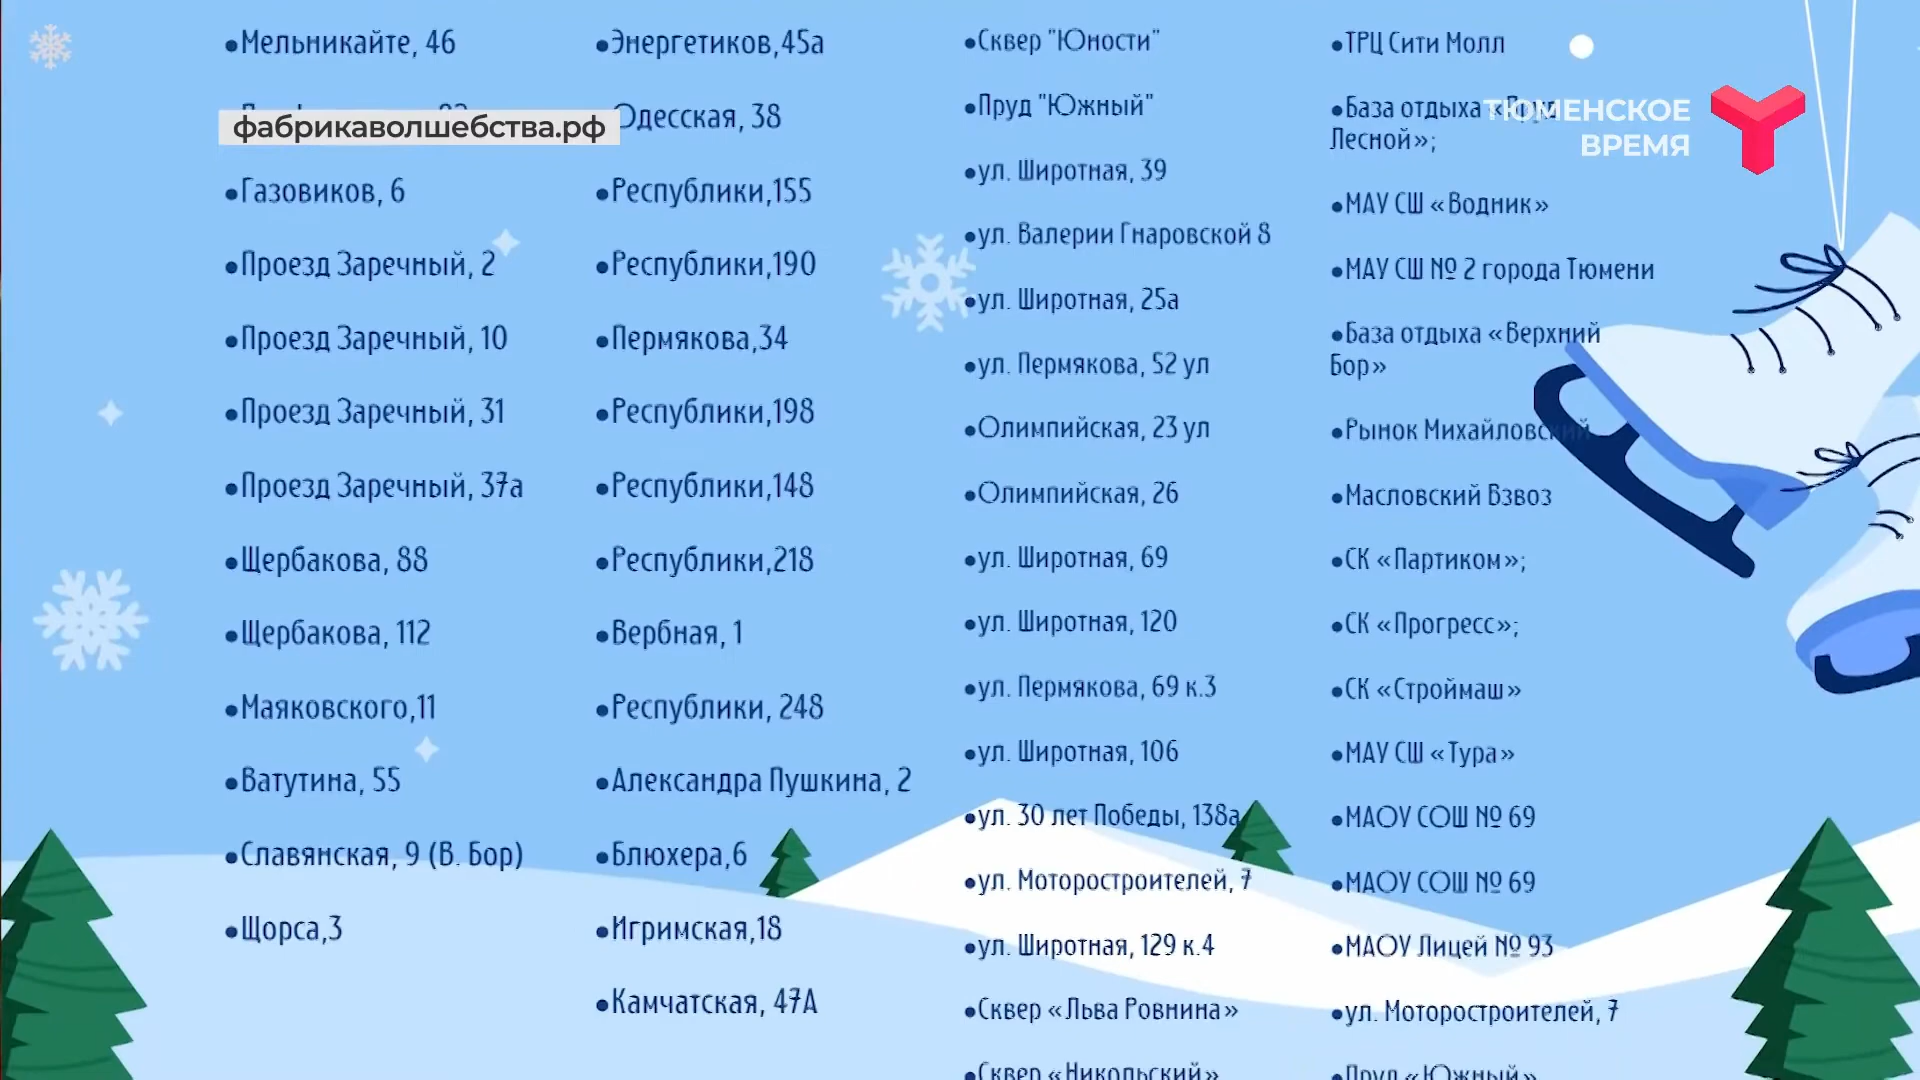 •Мельникайте, 46
фабрикаволшебства.рф
•Газовиков, 6
•Проезд Заречный, 2
•Проезд Заречный, 10
•Проезд Заречный, 31
•Проезд Заречный, 37а
•Щербакова, 88
•Щербакова, 112
•Маяковского,11
•Ватутина, 55
•Славянская, 9 (В. Бор)
•Щорса,3
•Энергетиков,45а
Одесская, 38
•Республики,155
•Республики,190
•Пермякова,34
•Республики,198
•Республики,148
•Республики,218
•Вербная, 1
•Республики, 248
•Александра Пушкина, 2
•Блюхера,6
•Игримская,18
•Камчатская, 47А
•Сквер "Юности"
•Пруд "Южный"
•ул. Широтная, 39
•ул. Валерии Гнаровской 8
•ул. Широтная, 25а
•ул. Пермякова, 52 ул
•Олимпийская, 23 ул
•Олимпийская, 26
•ул. Широтная, 69
•ул. Широтная, 120
•ул. Пермякова, 69 к.3
•ул. Широтная, 106
•ул. 30 лет Победы, 138а
•ул. Моторостроителей, 7
•ул. Широтная, 129 к.4
•Сквер «Льва Ровнина»
•Сквер «Никольский»
•ТРЦ Сити Молл
•База отдыха «Пруд
Лесной»;
•МАУ СШ «Водник»
•МАУ СШ № 2 города Тюмени
•База отдыха «Верхний
Бор»
•Рынок Михайловский
•Масловский Взвоз
•СК «Партиком»;
•СК «Прогресс»;
•СК «Строймаш»
•МАУ СШ «Тура»
•МАОУ СОШ № 69
•МАОУ СОШ № 69
•МАОУ Лицей № 93
•ул. Моторостроителей, 7
•Пруд «Южный»
ТЮМЕНСКОЕ
ВРЕМЯ